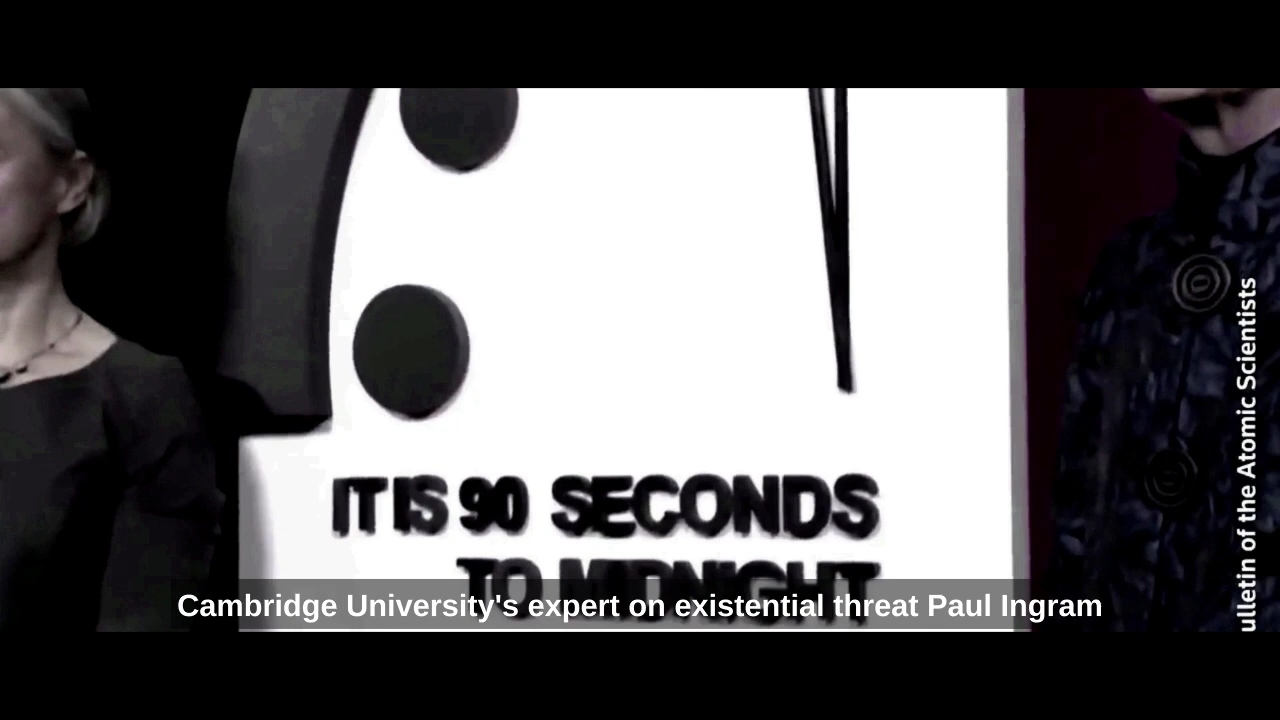 IT IS 90 SECONDS
TO MIDNIGHT
Cambridge University's expert on existential threat Paul Ingram
ulletin of the Atomic Scientists